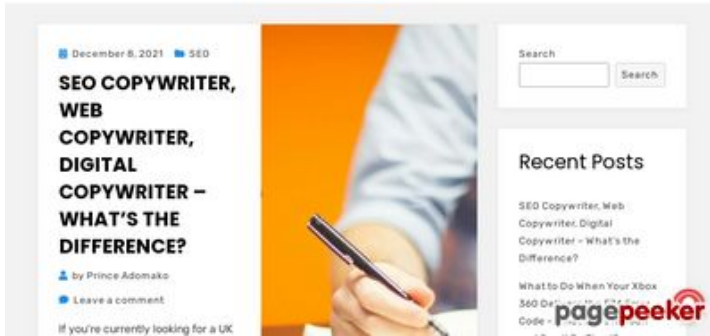 December 8, 2021 SEO
SEO COPYWRITER,
WEB
COPYWRITER,
DIGITAL
COPYWRITER –
WHAT'S THE
DIFFERENCE?
by Prince Adomako
Leave a comment
If you're currently looking for a UK
Search
Search
Recent Posts
SEO Copywriter, Web
Copywriter, Digital
Copywriter – What's the
Difference?
What to Do When Your Xbox
360
Code –
pagepeeker